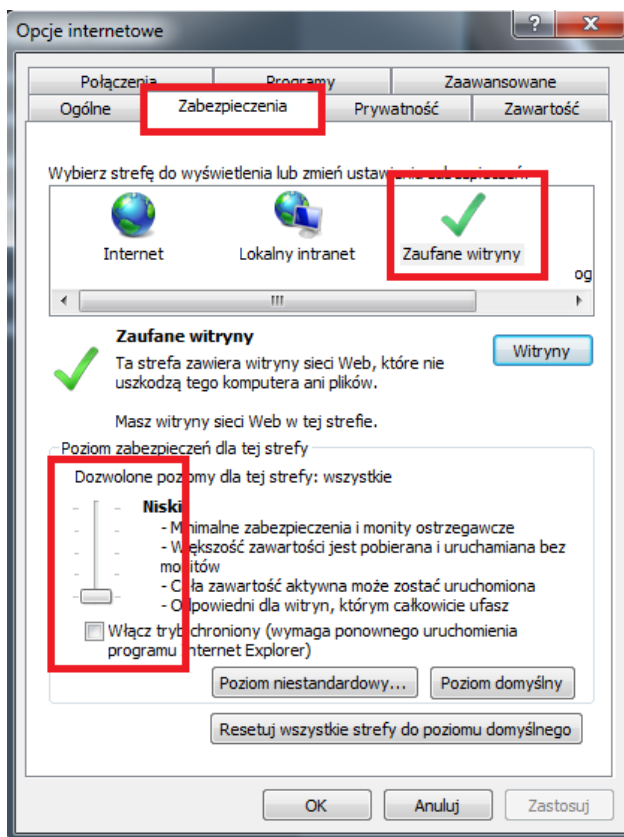 Opcje internetowe
Połączenia Programy Zaawansowane
Ogólne Zabezpieczenia Prywatność Zawartość
Wybierz strefę do wyświetlenia lub zmień ustawienia zabezpieczeń.
Internet Lokalny intranet Zaufane witryny
og
Zaufane witryny
Ta strefa zawiera witryny sieci Web, które nie
uszkodzą tego komputera ani plików.
Witryny
Masz witryny sieci Web w tej strefie.
Poziom zabezpieczeń dla tej strefy
Dozwolone poziomy dla tej strefy: wszystkie
Niski
- Minimalne zabezpieczenia i monity ostrzegawcze
- Większość zawartości jest pobierana i uruchamiana bez
monitów
- Cała zawartość aktywna może zostać uruchomiona
- Odpowiedni dla witryn, którym całkowicie ufasz
Włącz tryb chroniony (wymaga ponownego uruchomienia
programu Internet Explorer)
Poziom niestandardowy... Poziom domyślny
Resetuj wszystkie strefy do poziomu domyślnego
OK Anuluj Zastosuj